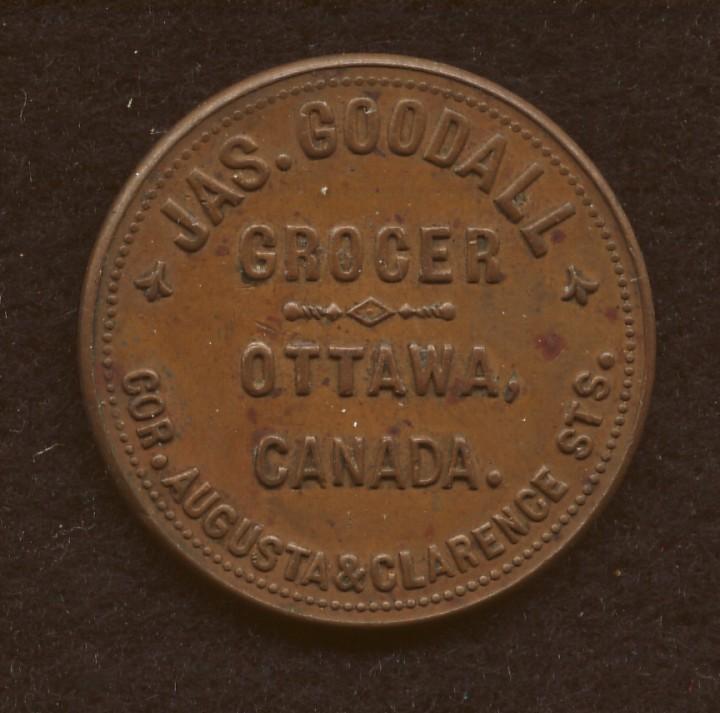 JAS. GOODALL
GROCER
OTTAWA,
CANADA.
COR. AUGUSTA & CLARENCE STS.